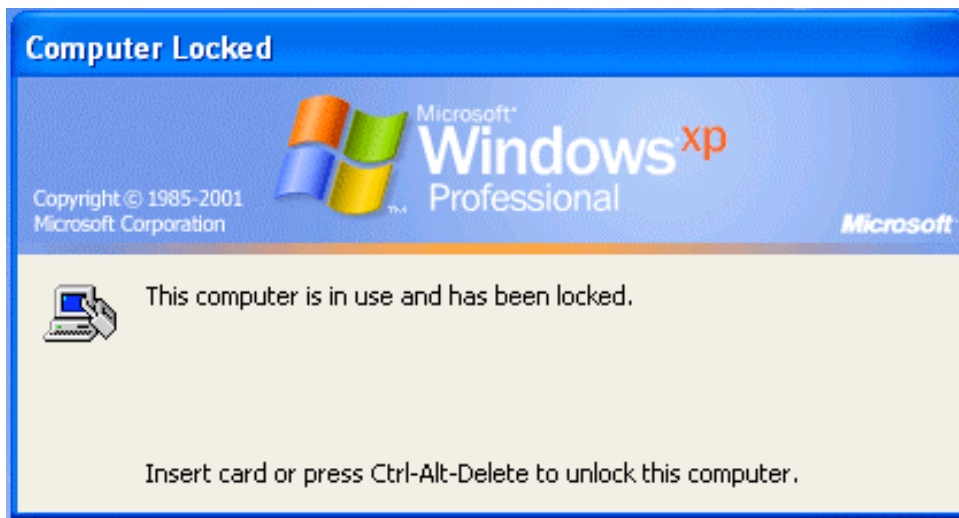 Computer Locked
Microsoft
Windows xp
Professional
TM
Copyright © 1985-2001
Microsoft Corporation
Microsoft
This computer is in use and has been locked.
Insert card or press Ctrl-Alt-Delete to unlock this computer.